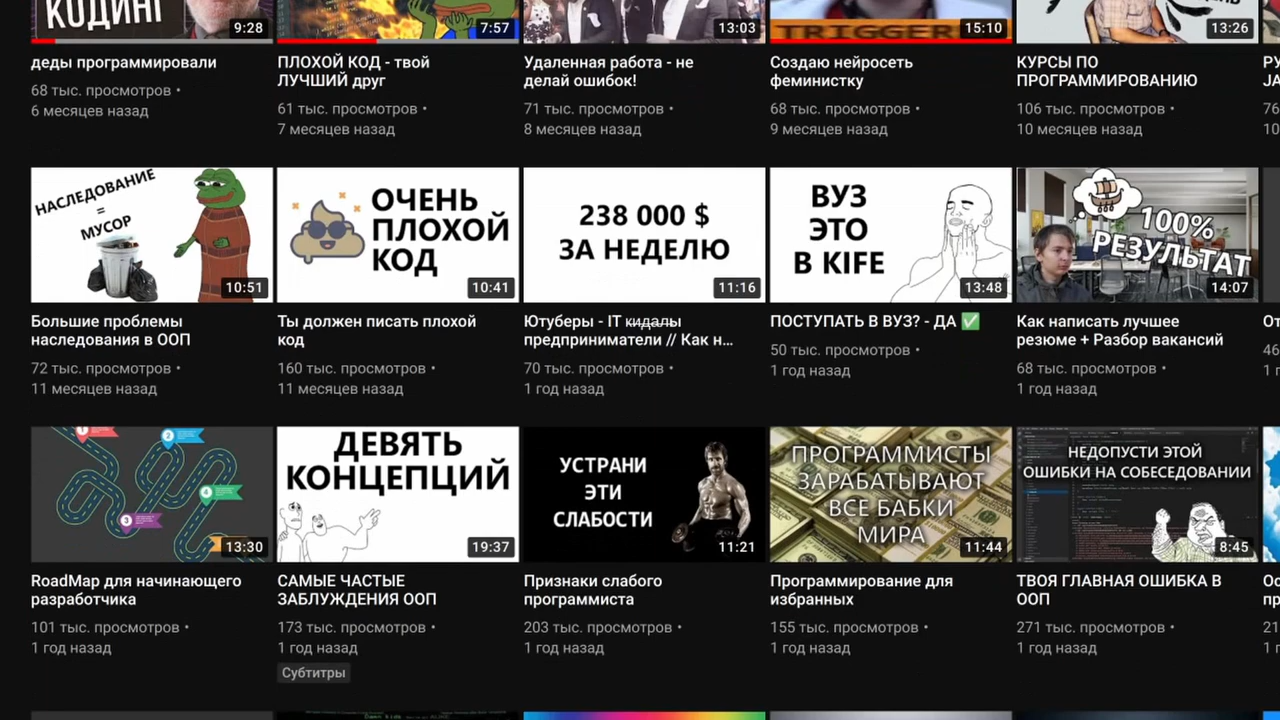 КОДИНГ
9:28
7:57
13:03
TRIGGER
15:10
13:26
деды программировали
68 тыс. просмотров •
6 месяцев назад
ПЛОХОЙ КОД - твой
ЛУЧШИЙ друг
61 тыс. просмотров •
7 месяцев назад
Удаленная работа - не
делай ошибок!
71 тыс. просмотров •
8 месяцев назад
Создаю нейросеть
феминистку
68 тыс. просмотров •
9 месяцев назад
КУРСЫ ПО
ПРОГРАММИРОВАНИЮ
106 тыс. просмотров •
10 месяцев назад
76
10
НАСЛЕДОВАНИЕ
=
МУСОР
10:51
ОЧЕНЬ
ПЛОХОЙ
КОД
10:41
238 000 $
ЗА НЕДЕЛЮ
11:16
ВУЗ
ЭТО
В KIFE
13:48
100%
РЕЗУЛЬТАТ
14:07
Большие проблемы
наследования в ООП
72 тыс. просмотров •
11 месяцев назад
Ты должен писать плохой
код
160 тыс. просмотров •
11 месяцев назад
Ютуберы - IT кидалы
предприниматели // Как н...
70 тыс. просмотров •
1 год назад
ПОСТУПАТЬ В ВУЗ? - ДА ✅
50 тыс. просмотров •
1 год назад
Как написать лучшее
резюме + Разбор вакансий
68 тыс. просмотров •
1 год назад
46
1
2
3
4
13:30
ДЕВЯТЬ
КОНЦЕПЦИЙ
19:37
УСТРАНИ
ЭТИ
СЛАБОСТИ
11:21
ПРОГРАММИСТЫ
ЗАРАБАТЫВАЮТ
ВСЕ БАБКИ
МИРА
11:44
НЕДОПУСТИ ЭТОЙ
ОШИБКИ НА СОБЕСЕДОВАНИИ
8:45
RoadMap для начинающего
разработчика
101 тыс. просмотров •
1 год назад
САМЫЕ ЧАСТЫЕ
ЗАБЛУЖДЕНИЯ ООП
173 тыс. просмотров •
1 год назад
Субтитры
Признаки слабого
программиста
203 тыс. просмотров •
1 год назад
Программирование для
избранных
155 тыс. просмотров •
1 год назад
ТВОЯ ГЛАВНАЯ ОШИБКА В
ООП
271 тыс. просмотров •
1 год назад